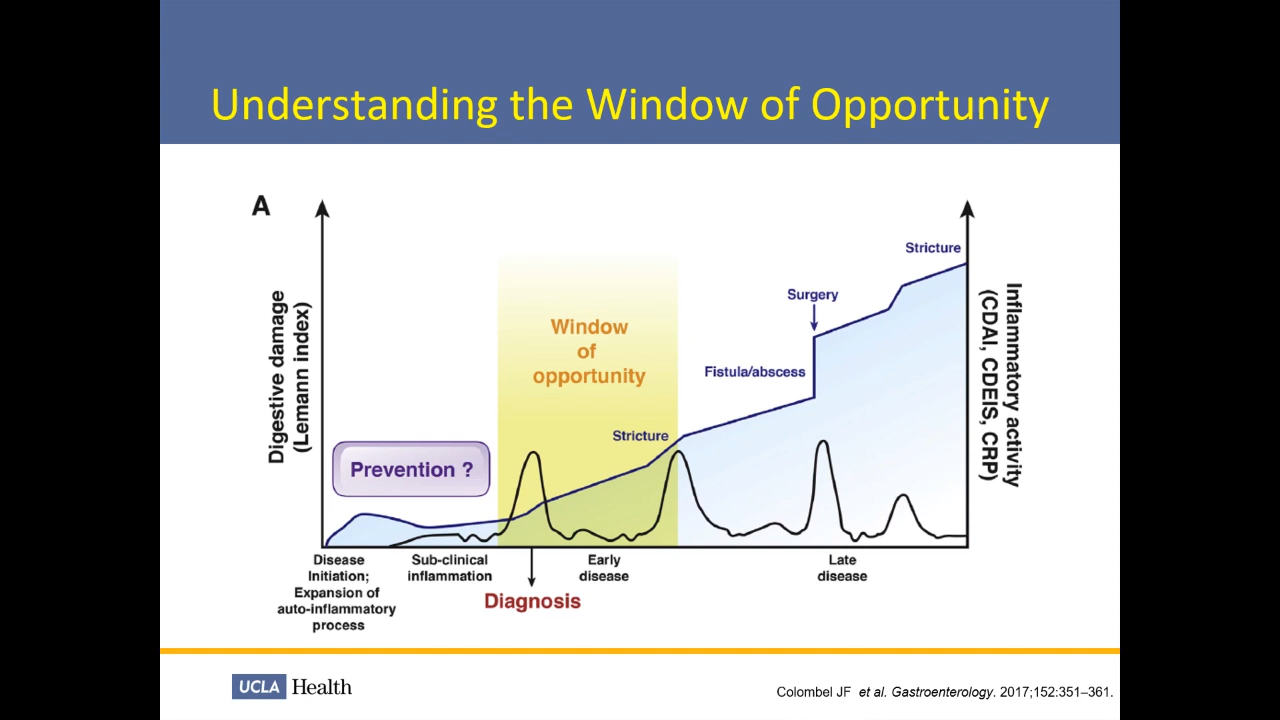 Understanding the Window of Opportunity
A
Digestive damage
(Lemann index)
Prevention ?
Window
of
opportunity
Stricture
Fistula/abscess
Surgery
Stricture
Inflammatory activity
(CDAI, CDEIS, CRP)
Disease
Initiation;
Expansion of
auto-inflammatory
process
Sub-clinical
inflammation
Diagnosis
Early
disease
Late
disease
UCLA Health
Colombel JF et al. Gastroenterology. 2017;152:351–361.